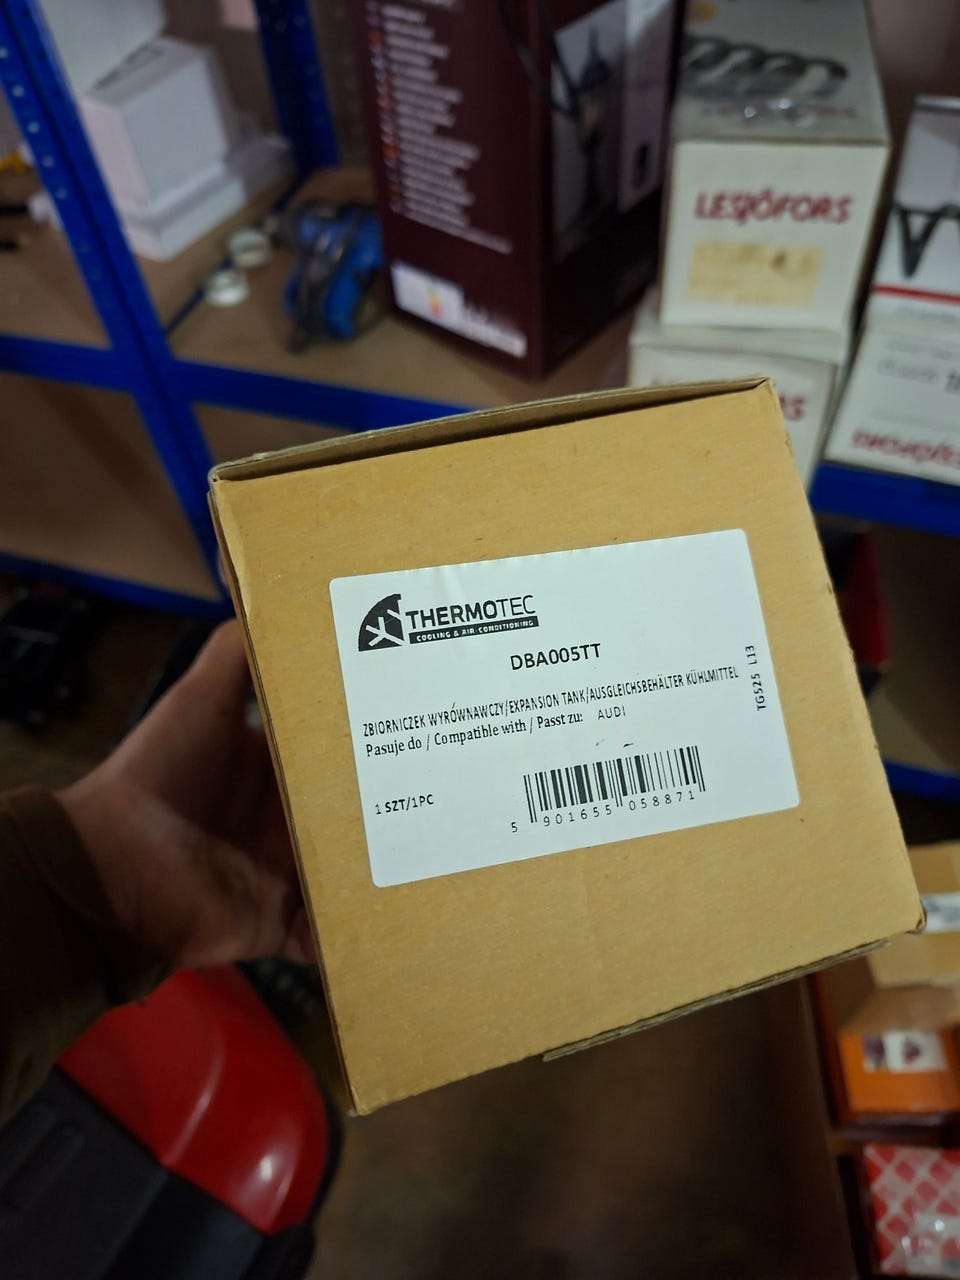 LESJÖFORS
THERMOTEC
COOLING & AIR CONDITIONING
DBA005TT
ZBIORNICZEK WYRÓWNAWCZY/EXPANSION TANK/AUSGLEICHSBEHÄLTER KÜHLMITTEL
Pasuje do / Compatible with / Passt zu: AUDI
1 SZT/1PC
5 901655 058871
TG525 L13